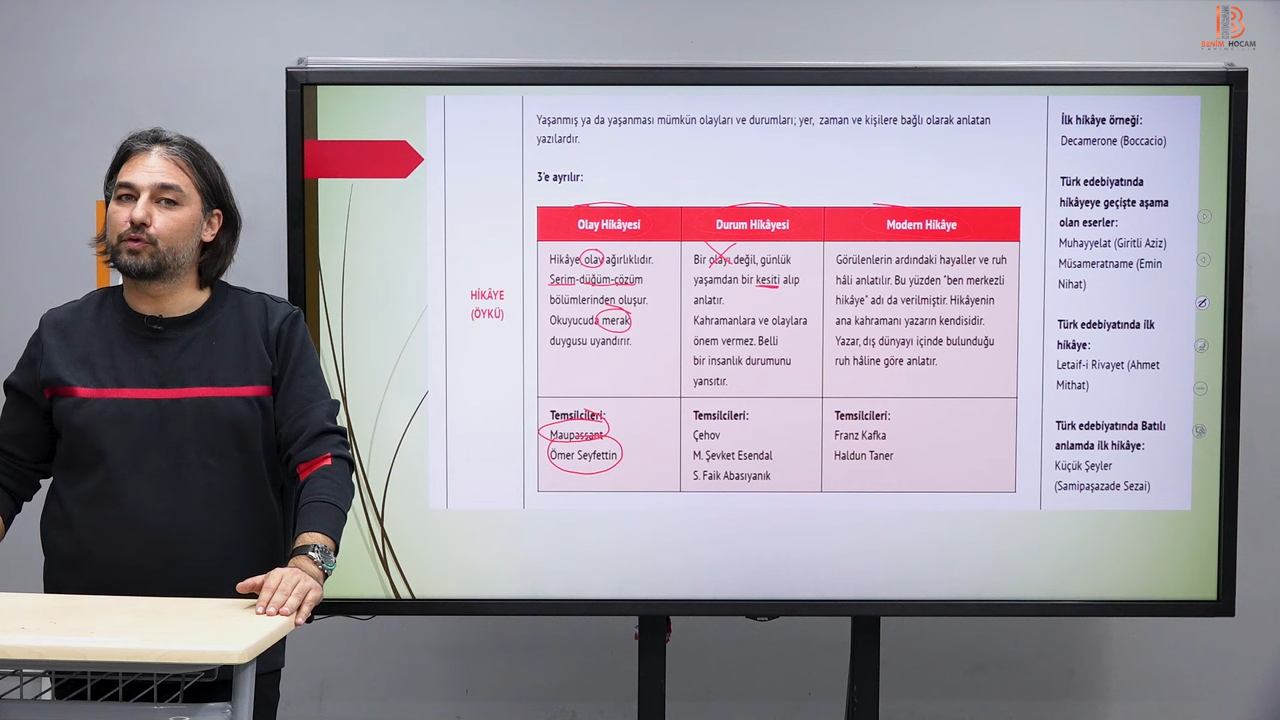 BENİM HOCAM
Yaşanmış ya da yaşanması mümkün olayları ve durumları; yer, zaman ve kişilere bağlı olarak anlatan
yazılardır.
3'e ayrılır:
HİKÂYE
(ÖYKÜ)
Olay Hikâyesi
Hikâye olay ağırlıklıdır.
Serim-düğüm-çözüm
bölümlerinden oluşur.
Okuyucuda merak
duygusu uyandırır.
Temsilcileri:
Maupassant
Ömer Seyfettin
Durum Hikâyesi
Bir olayı değil, günlük
yaşamdan bir kesiti alıp
anlatır.
Kahramanlara ve olaylara
önem vermez. Belli
bir insanlık durumunu
yansıtır.
Temsilcileri:
Çehov
M. Şevket Esendal
S. Faik Abasıyanık
Modern Hikâye
Görülenlerin ardındaki hayaller ve ruh
hâli anlatılır. Bu yüzden "ben merkezli
hikâye" adı da verilmiştir. Hikâyenin
ana kahramanı yazarın kendisidir.
Yazar, dış dünyayı içinde bulunduğu
ruh hâline göre anlatır.
Temsilcileri:
Franz Kafka
Haldun Taner
İlk hikâye örneği:
Decamerone (Boccacio)
Türk edebiyatında
hikâyeye geçişte aşama
olan eserler:
Muhayyelat (Giritli Aziz)
Müsameratname (Emin
Nihat)
Türk edebiyatında ilk
hikâye:
Letaif-i Rivayet (Ahmet
Mithat)
Türk edebiyatında Batılı
anlamda ilk hikâye:
Küçük Şeyler
(Samipaşazade Sezai)